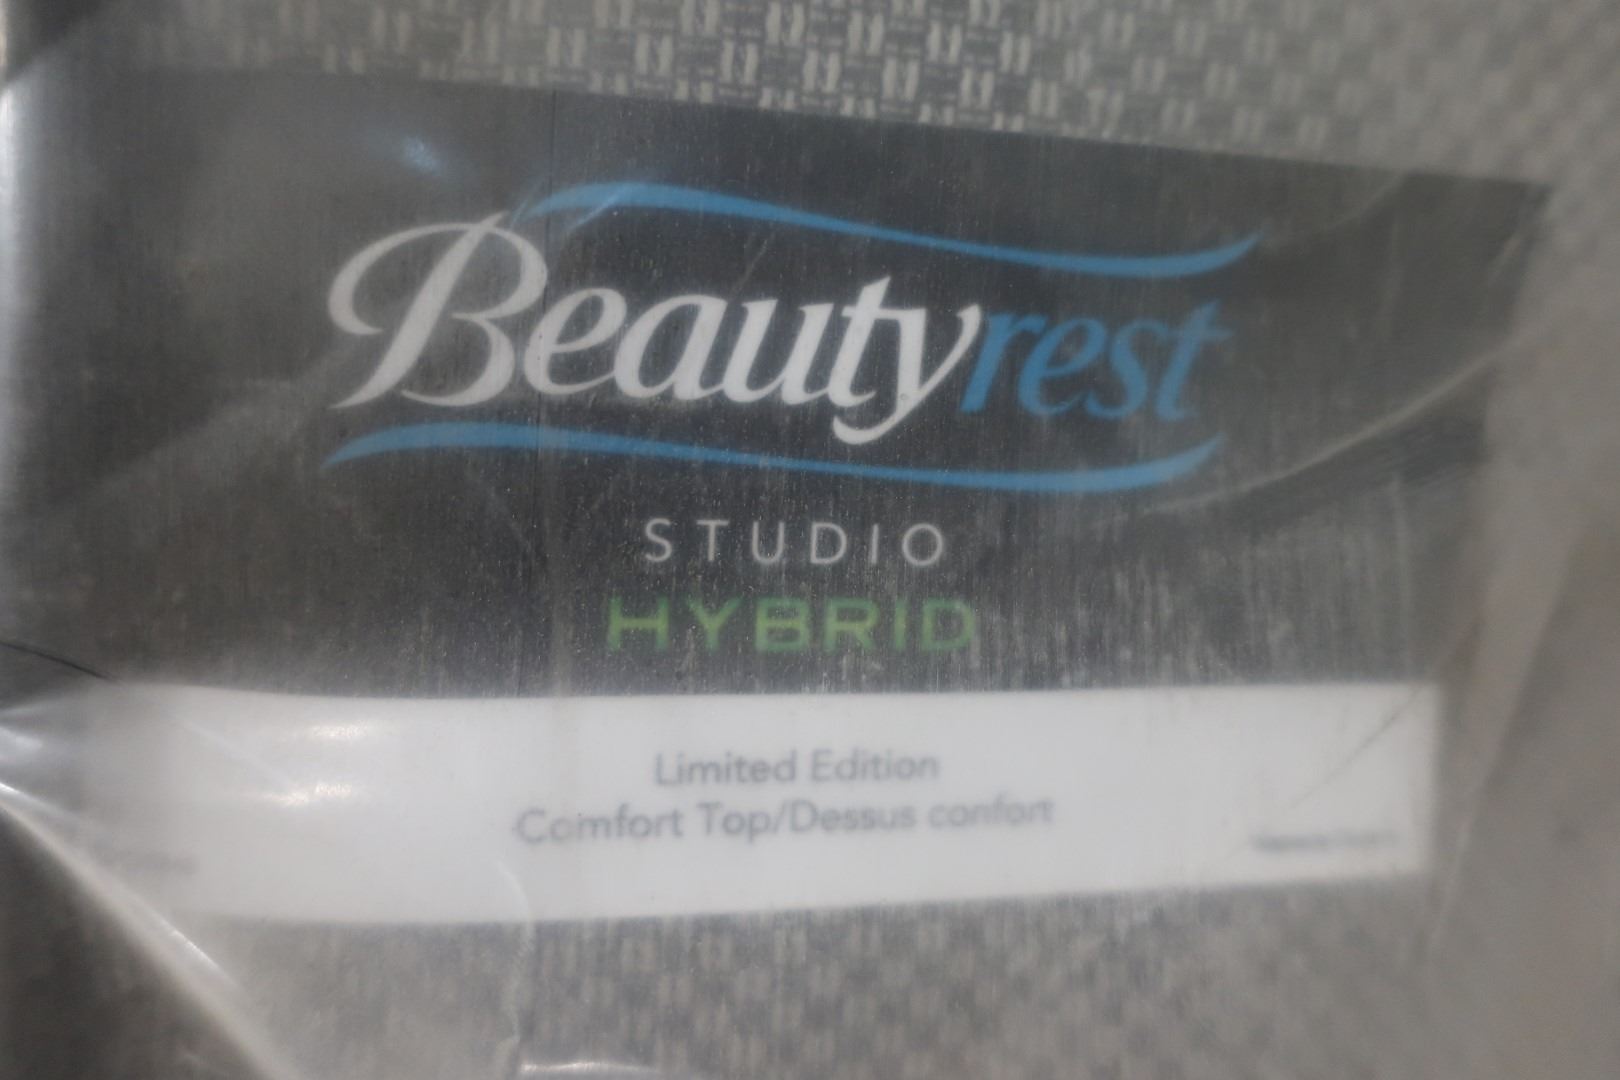 Beautyrest
STUDIO
HYBRID
Limited Edition
Comfort Top/Dessus confort